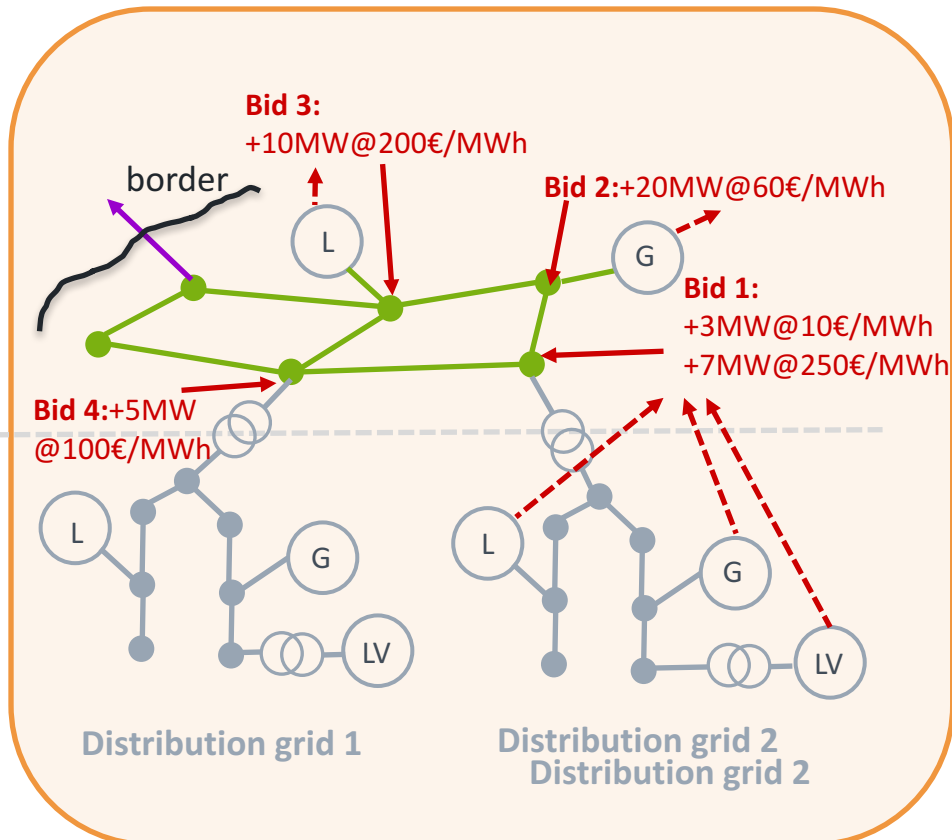 Bid 3:
+10MW@200€/MWh
border
Bid 2:+20MW@60€/MWh
L
G
Bid 1:
+3MW@10€/MWh
+7MW@250€/MWh
Bid 4:+5MW
@100€/MWh
L
G
LV
L
G
LV
Distribution grid 1
Distribution grid 2
Distribution grid 2